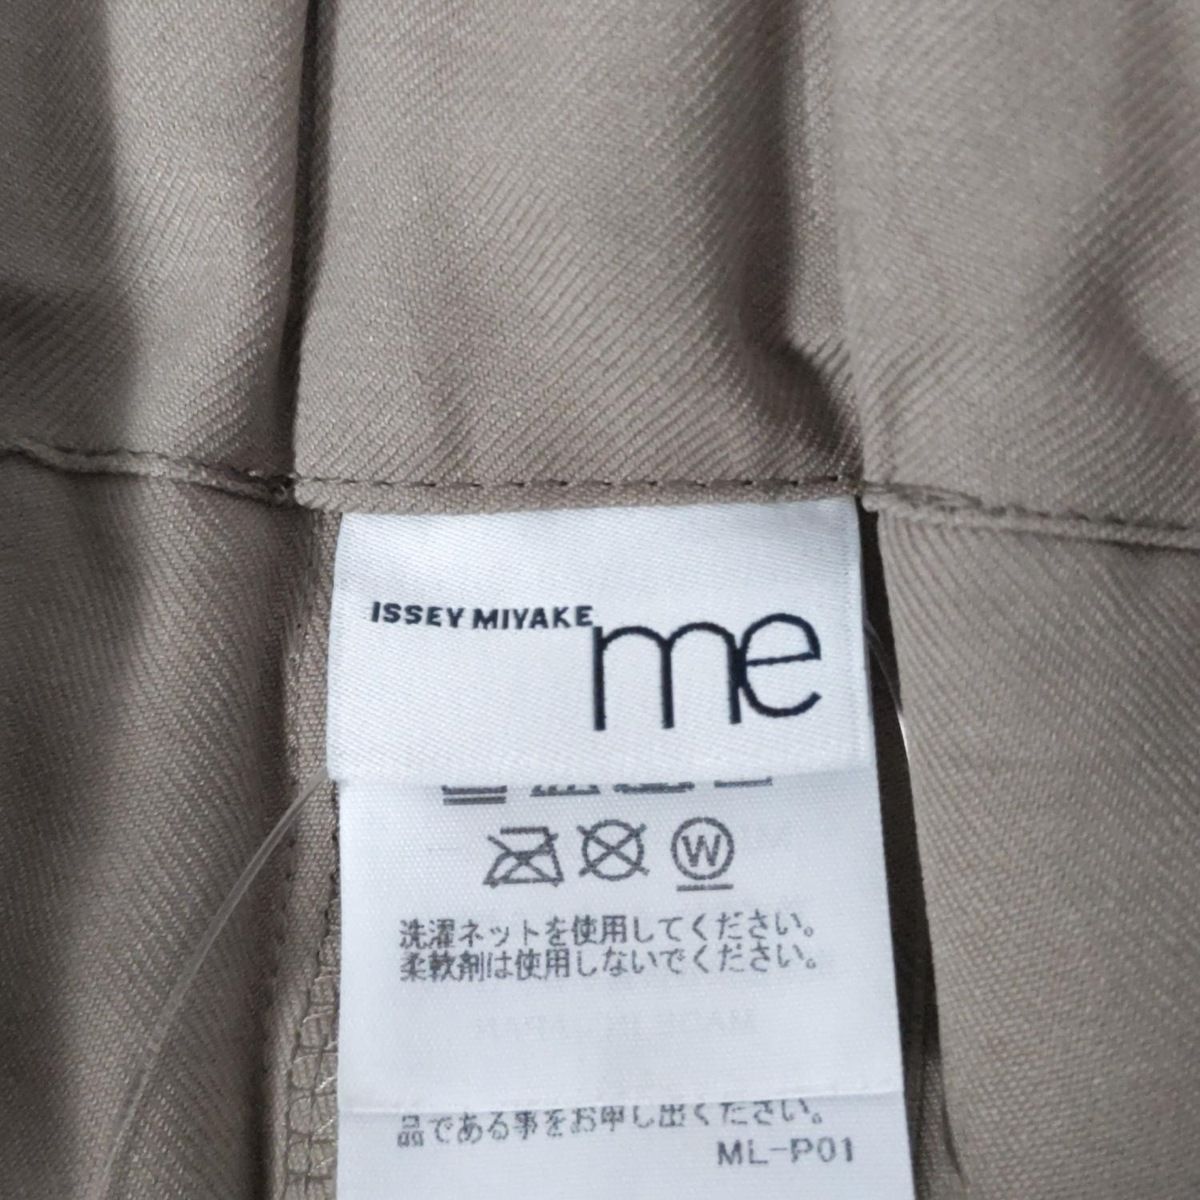 ISSEY MIYAKE me
W
洗濯ネットを使用してください。
柔軟剤は使用しないでください。
品である事をお申し出ください。
ML-P01